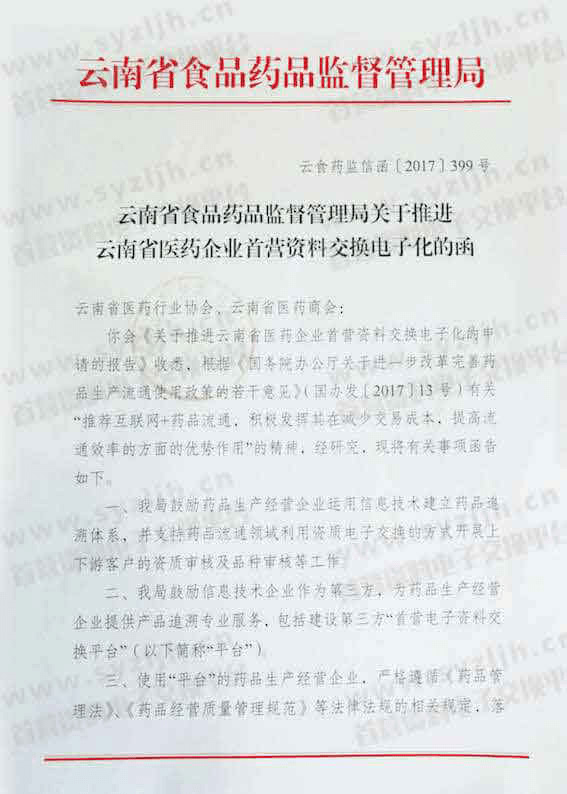 云南省食品药品监督管理局
云食药监信函〔2017〕399 号
云南省食品药品监督管理局关于推进
云南省医药企业首营资料交换电子化的函
云南省医药行业协会、云南省医药商会：
你会《关于推进云南省医药企业首营资料交换电子化的申
请的报告》收悉，根据《国务院办公厅关于进一步改革完善药
品生产流通使用政策的若干意见》（国办发〔2017〕13 号）有关
“推荐互联网+药品流通，积极发挥其在减少交易成本，提高流
通效率的方面的优势作用”的精神，经研究，现将有关事项函告
如下。
一、我局鼓励药品生产经营企业运用信息技术建立药品追
溯体系，并支持药品流通领域利用资质电子交换的方式开展上
下游客户的资质审核及品种审核等工作
二、我局鼓励信息技术企业作为第三方，为药品生产经营
企业提供产品追溯专业服务，包括建设第三方“首营电子资料交
换平台”（以下简称“平台”）
三、使用“平台”的药品生产经营企业，严格遵循《药品管
理法》、《药品经营质量管理规范》等法律法规的相关规定，落
www.syzljh.cn
首营资料电子交换平台